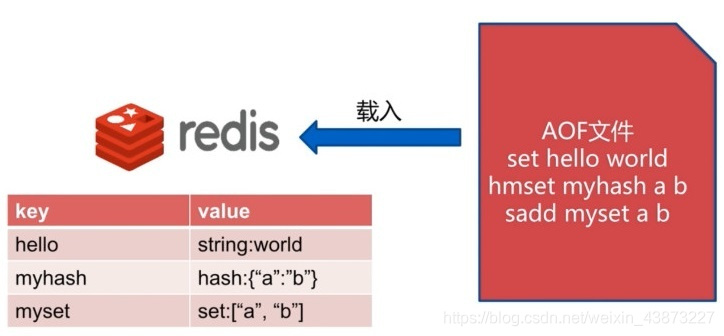 载入
redis
AOF文件
set hello world
hmset myhash a b
sadd myset a b
key value
hello string:world
myhash hash:{“a”:”b”}
myset set:[“a”, “b”]
https://blog.csdn.net/weixin_43873227